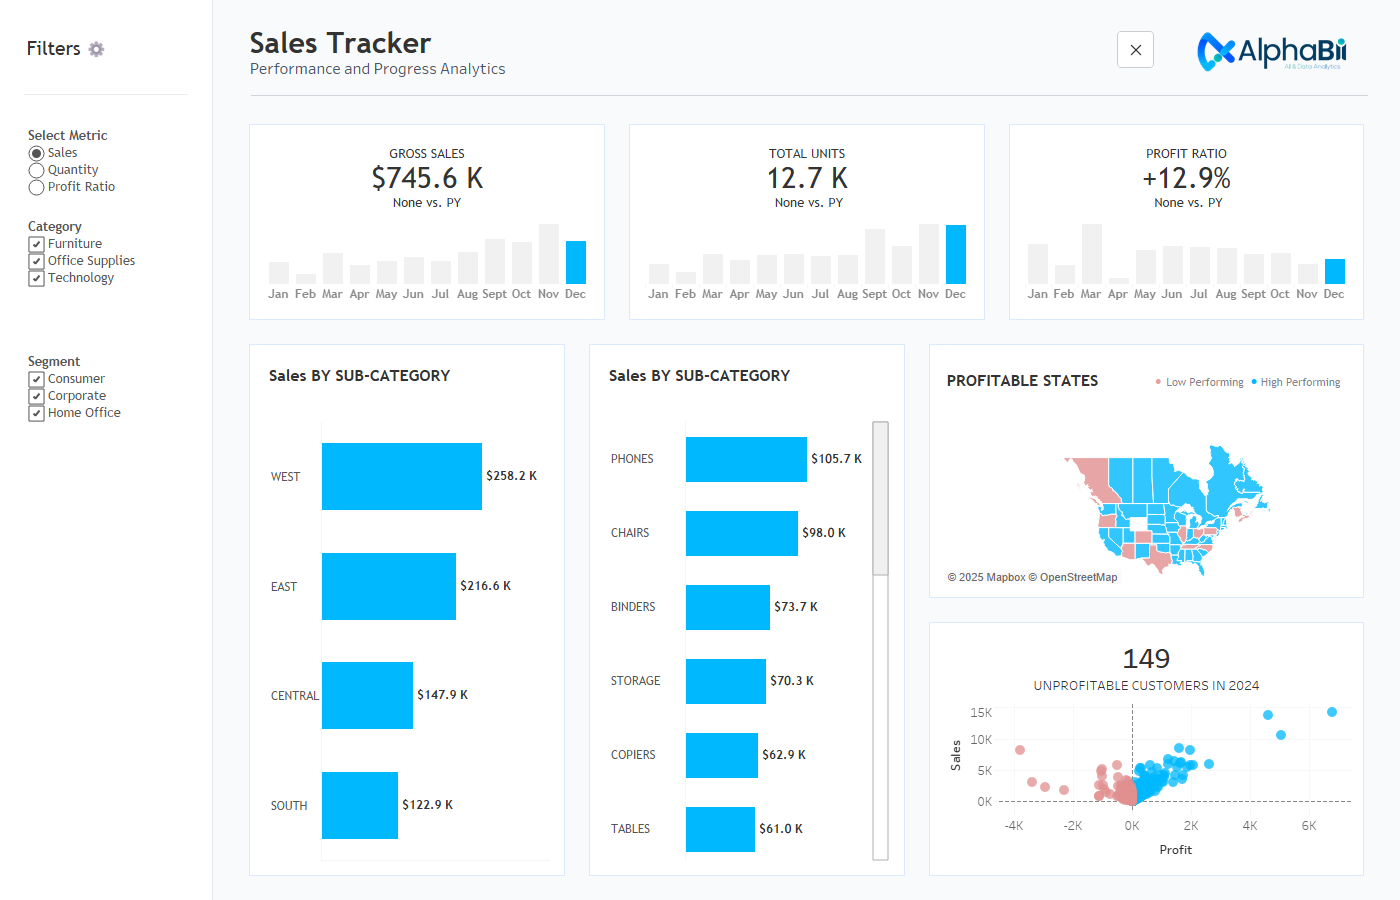 Filters
Select Metric
Sales
Quantity
Profit Ratio
Category
Furniture
Office Supplies
Technology
Segment
Consumer
Corporate
Home Office
Sales Tracker
Performance and Progress Analytics
AlphaBii
AI & Data Analytics
GROSS SALES
$745.6 K
None vs. PY
Jan Feb Mar Apr May Jun Jul Aug Sept Oct Nov Dec
TOTAL UNITS
12.7 K
None vs. PY
Jan Feb Mar Apr May Jun Jul Aug Sept Oct Nov Dec
PROFIT RATIO
+12.9%
None vs. PY
Jan Feb Mar Apr May Jun Jul Aug Sept Oct Nov Dec
Sales BY SUB-CATEGORY
WEST $258.2 K
EAST $216.6 K
CENTRAL $147.9 K
SOUTH $122.9 K
Sales BY SUB-CATEGORY
PHONES $105.7 K
CHAIRS $98.0 K
BINDERS $73.7 K
STORAGE $70.3 K
COPIERS $62.9 K
TABLES $61.0 K
PROFITABLE STATES
Low Performing High Performing
© 2025 Mapbox © OpenStreetMap
149
UNPROFITABLE CUSTOMERS IN 2024
Sales
15K
10K
5K
0K
-4K -2K 0K 2K 4K 6K
Profit